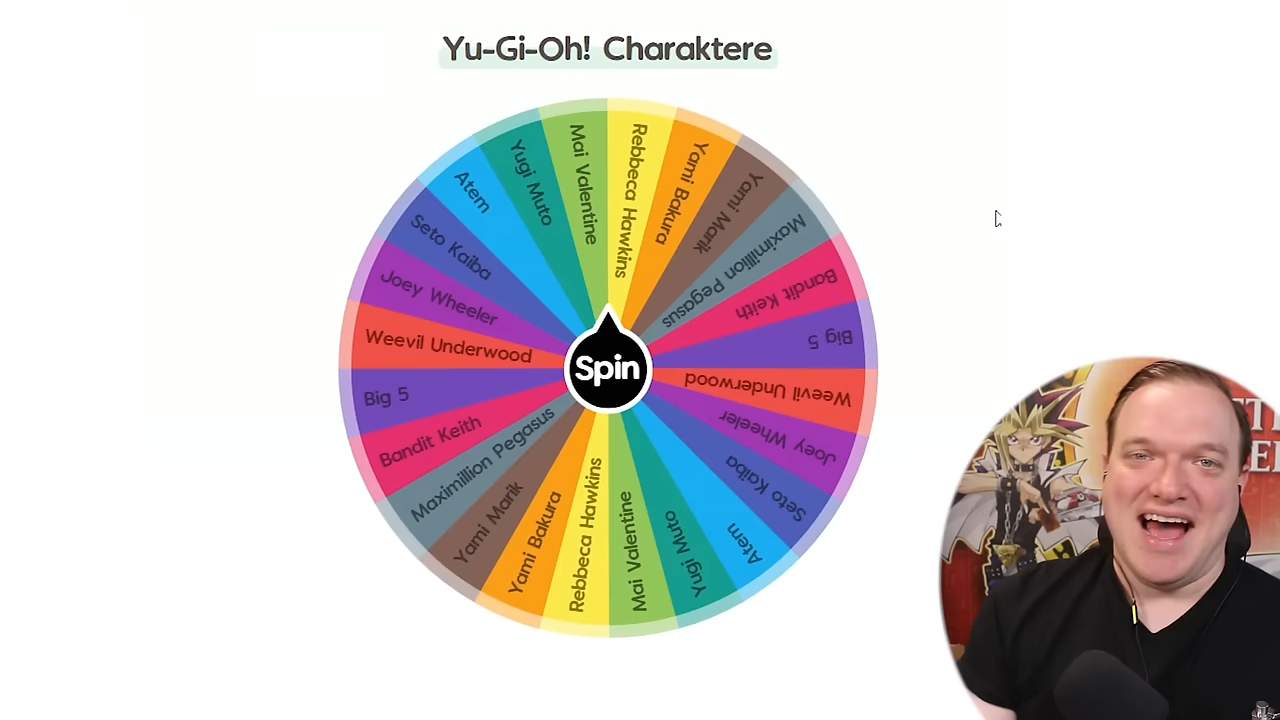 Yu-Gi-Oh! Charaktere
Rebbeca Hawkins
Yami Bakura
Yami Marik
Maximillion Pegasus
Bandit Keith
Big 5
Weevil Underwood
Joey Wheeler
Seto Kaiba
Atem
Yugi Muto
Mai Valentine
Rebbeca Hawkins
Yami Bakura
Yami Marik
Maximillion Pegasus
Bandit Keith
Big 5
Weevil Underwood
Joey Wheeler
Seto Kaiba
Atem
Yugi Muto
Mai Valentine
Spin